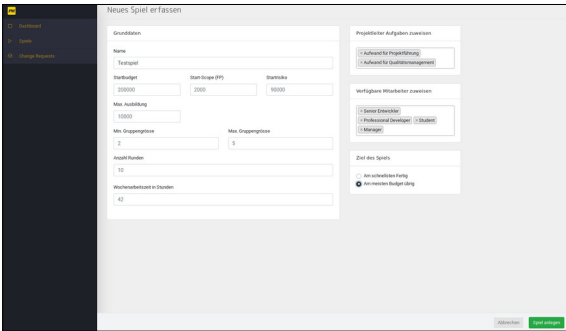 Neues Spiel erfassen
Dashboard
Spiele
Change Requests
Grunddaten
Name
Testspiel
Startbudget
Start-Scope (FP)
Startrisiko
200000
2000
90000
Max. Ausbildung
10000
Min. Gruppengrösse
Max. Gruppengrösse
2
5
Anzahl Runden
10
Wochenarbeitszeit in Stunden
42
Projektleiter Aufgaben zuweisen
× Aufwand für Projektführung
× Aufwand für Qualitätsmanagement
Verfügbare Mitarbeiter zuweisen
× Senior Entwickler
× Professional Developer × Student
× Manager
Ziel des Spiels
Am schnellsten Fertig
Am meisten Budget übrig
Abbrechen
Spiel anlegen